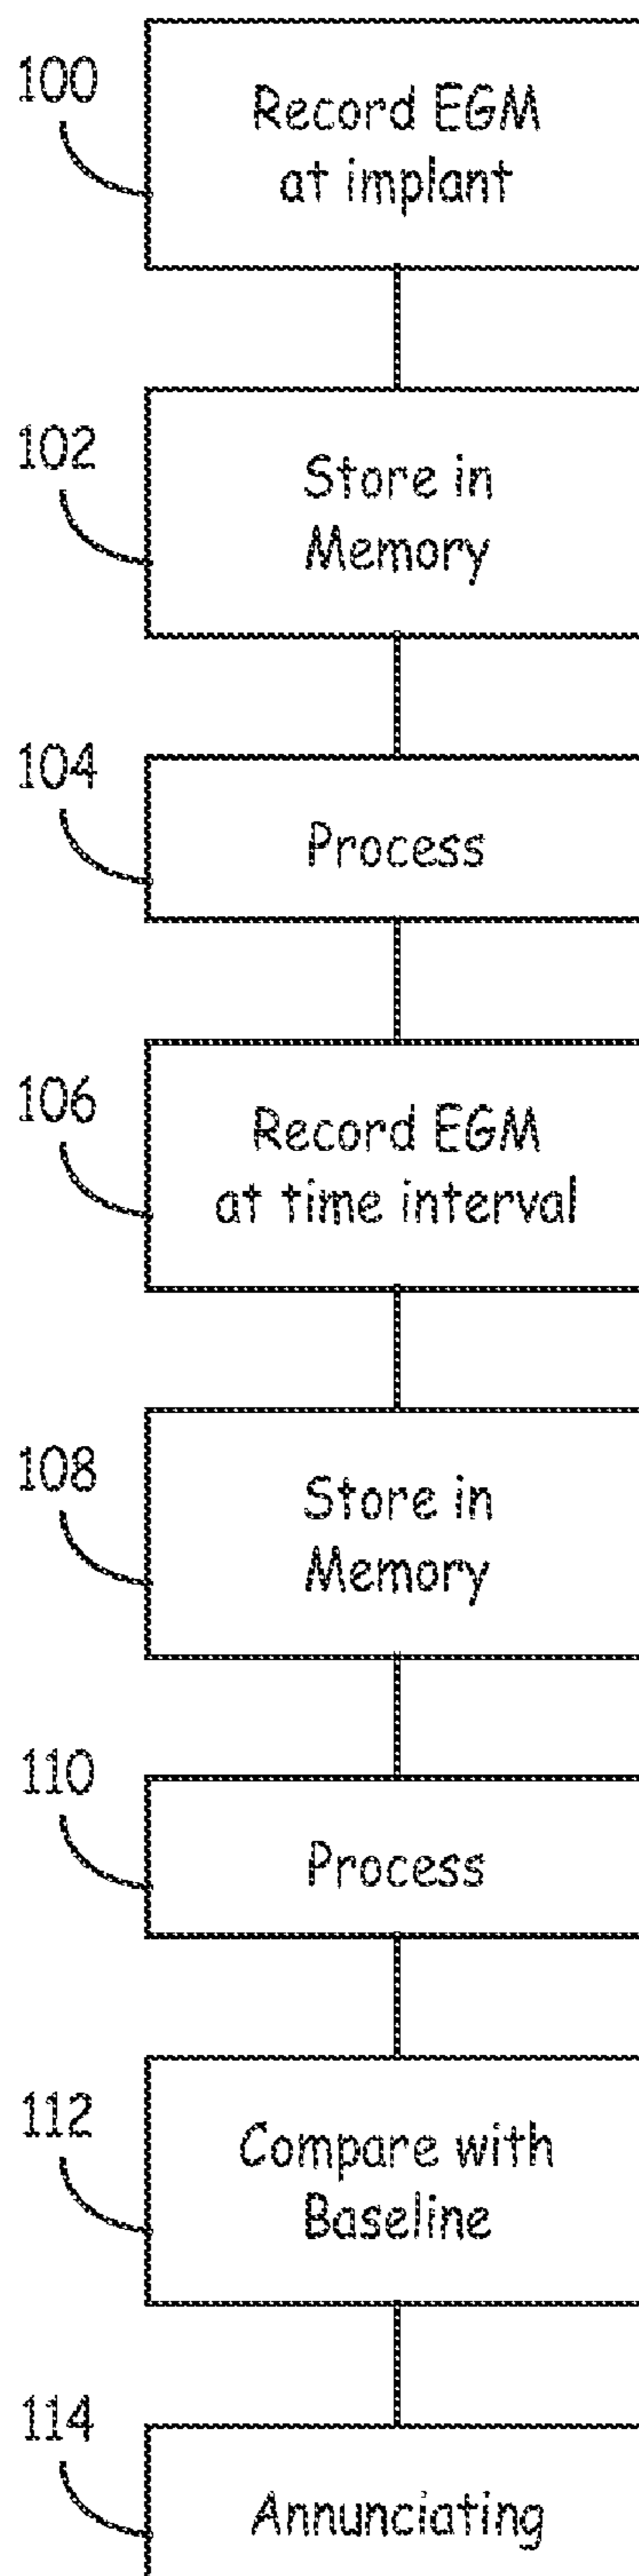 100
Record EGM
at implant
102
Store in
Memory
104
Process
106
Record EGM
at time interval
108
Store in
Memory
110
Process
112
Compare with
Baseline
114
Annunciating